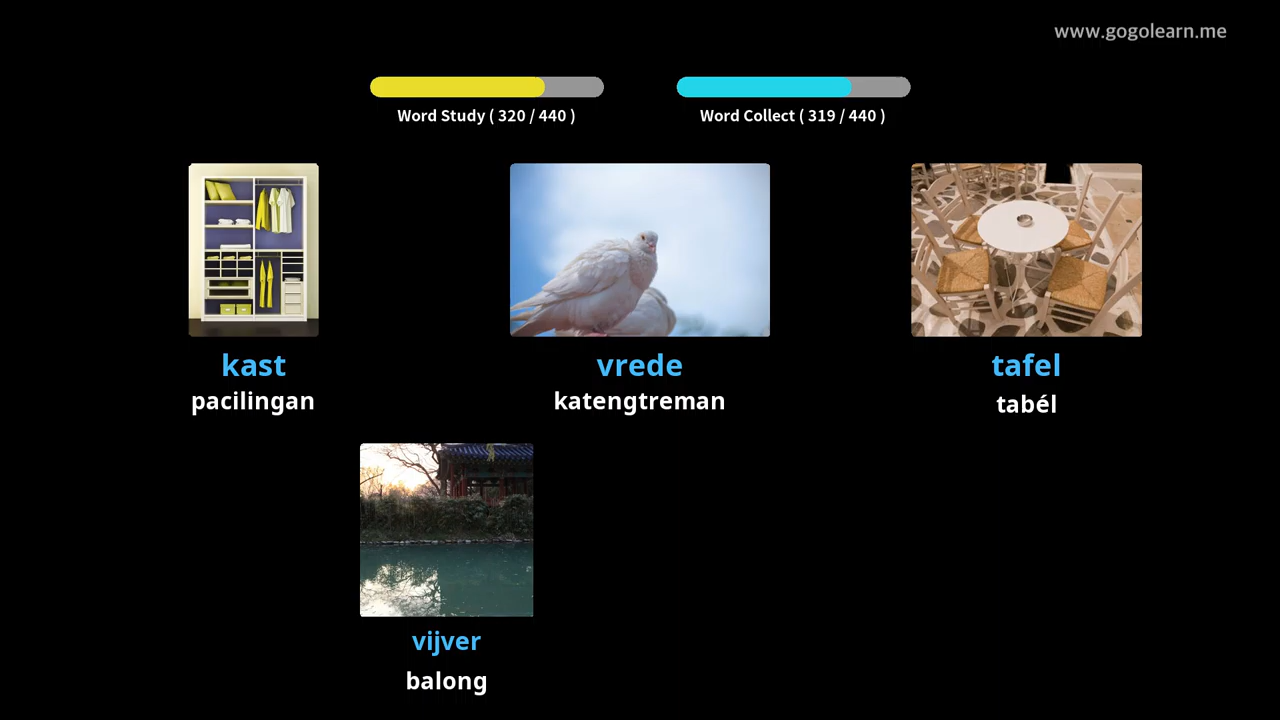 www.gogolearn.me
Word Study ( 320 / 440 )
Word Collect ( 319 / 440 )
kast
pacilingan
vrede
katengtreman
tafel
tabél
vijver
balong